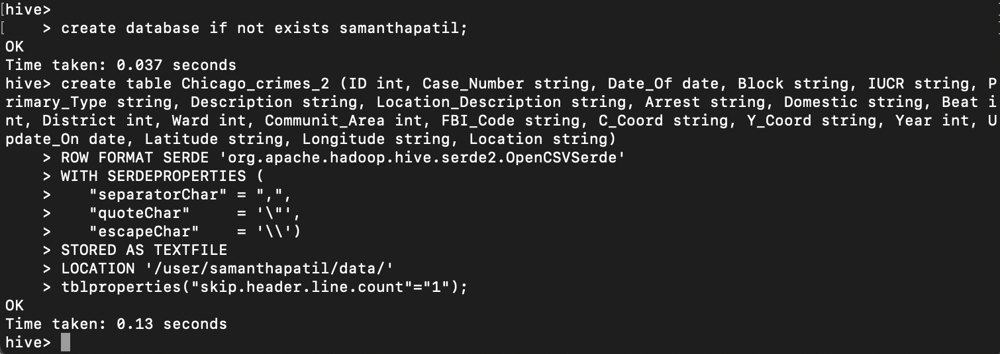 [hive>
[    > create database if not exists samanthapatil;
OK
Time taken: 0.037 seconds
hive> create table Chicago_crimes_2 (ID int, Case_Number string, Date_Of date, Block string, IUCR string, P
rimary_Type string, Description string, Location_Description string, Arrest string, Domestic string, Beat i
nt, District int, Ward int, Communit_Area int, FBI_Code string, C_Coord string, Y_Coord string, Year int, U
pdate_On date, Latitude string, Longitude string, Location string)
    > ROW FORMAT SERDE 'org.apache.hadoop.hive.serde2.OpenCSVSerde'
    > WITH SERDEPROPERTIES (
    >    "separatorChar" = ",",
    >    "quoteChar"     = '\"',
    >    "escapeChar"    = '\\')
    > STORED AS TEXTFILE
    > LOCATION '/user/samanthapatil/data/'
    > tblproperties("skip.header.line.count"="1");
OK
Time taken: 0.13 seconds
hive>